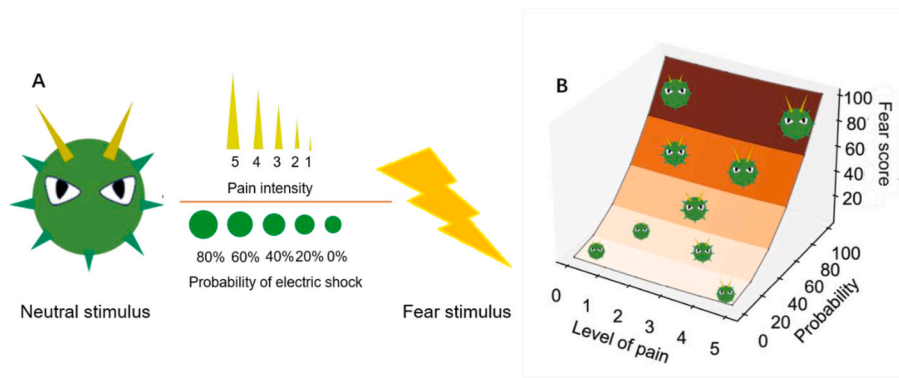 A
5 4 3 2 1
Pain intensity
80% 60% 40% 20% 0%
Probability of electric shock
Neutral stimulus
Fear stimulus
B
100
80
60
40
20
Fear score
100
80
60
40
20
0
Probability
0 1 2 3 4 5
Level of pain